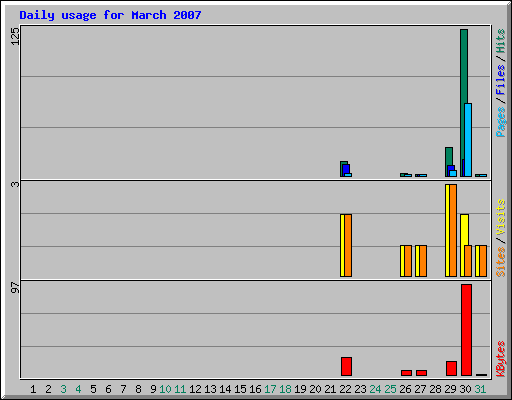 Daily usage for March 2007
125
Pages / Files / Hits
3
Sites / Visits
97
KBytes
1 2 3 4 5 6 7 8 9 10 11 12 13 14 15 16 17 18 19 20 21 22 23 24 25 26 27 28 29 30 31